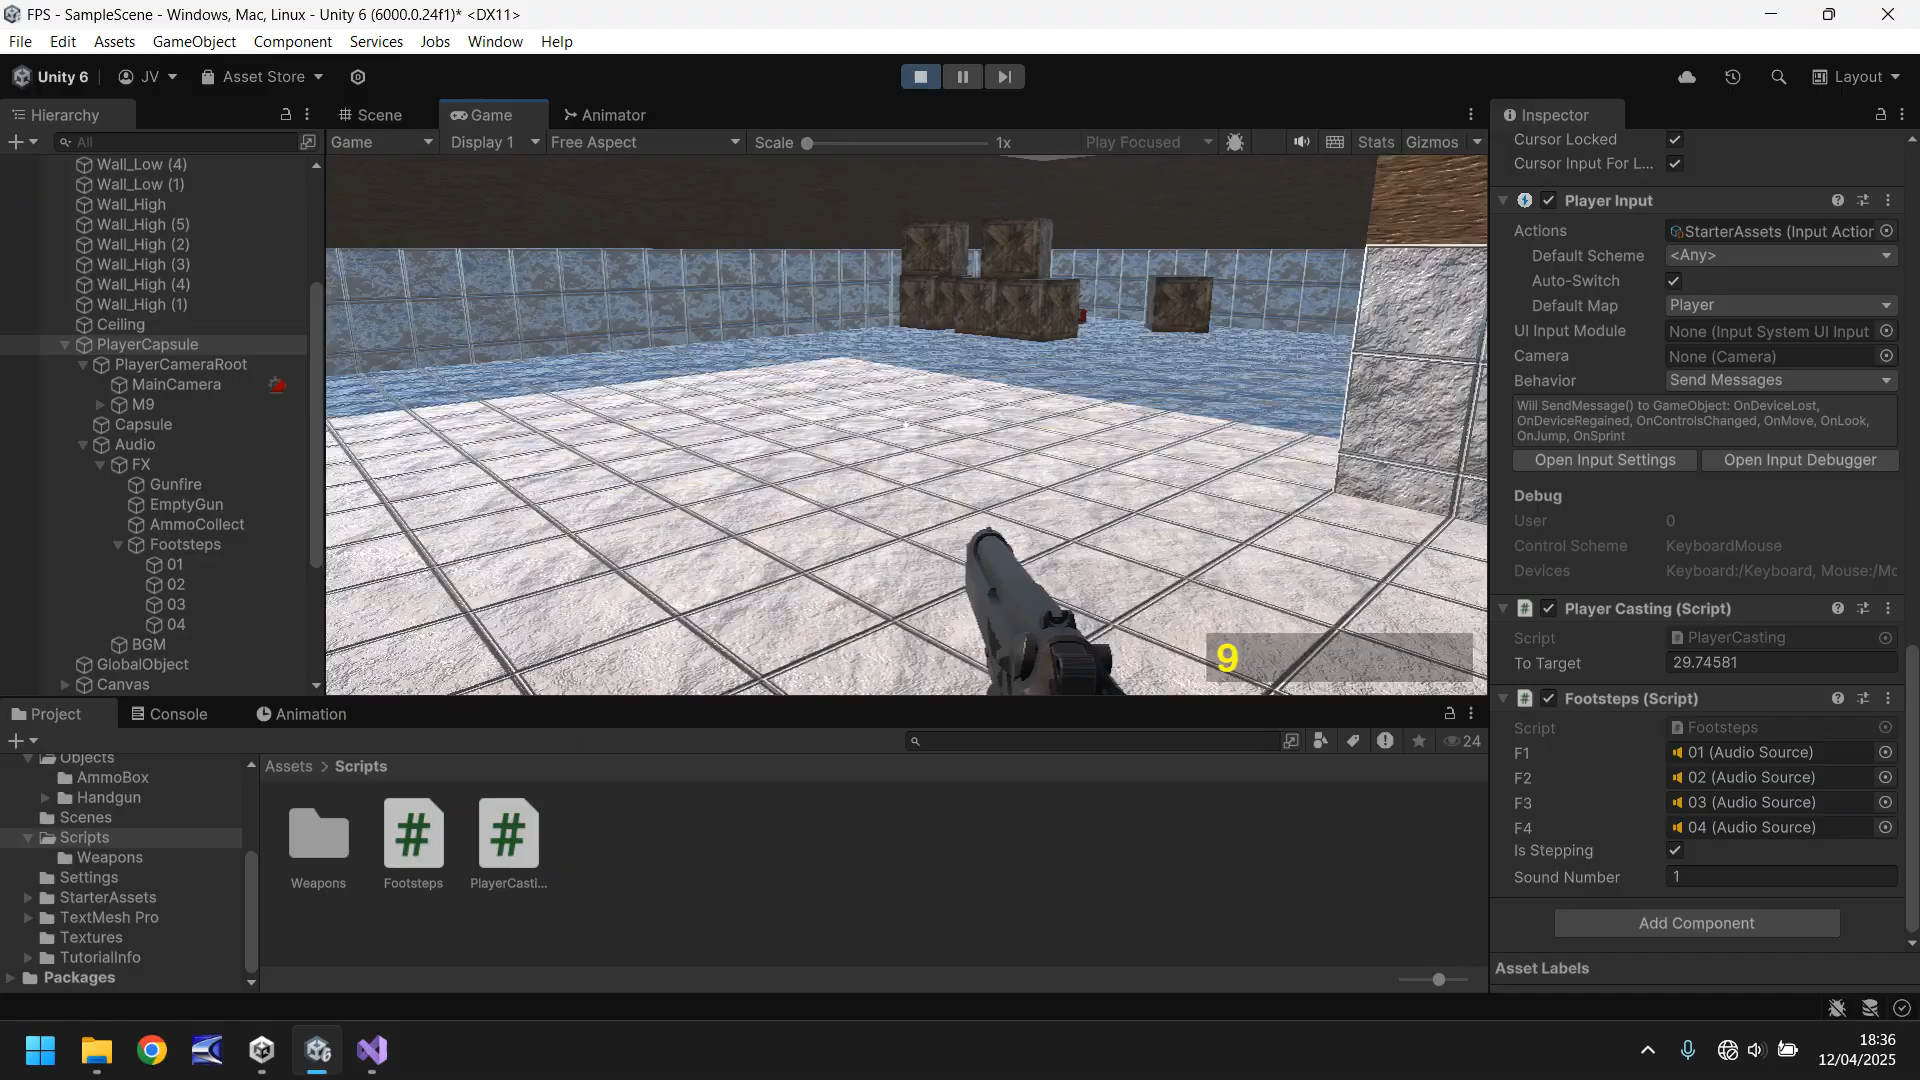 FPS - SampleScene - Windows, Mac, Linux - Unity 6 (6000.0.24f1)* <DX11>
File Edit Assets GameObject Component Services Jobs Window Help
Unity 6 JV Asset Store Layout
Hierarchy
All
Wall_Low (4)
Wall_Low (1)
Wall_High
Wall_High (5)
Wall_High (2)
Wall_High (3)
Wall_High (4)
Wall_High (1)
Ceiling
PlayerCapsule
PlayerCameraRoot
MainCamera
M9
Capsule
Audio
FX
Gunfire
EmptyGun
AmmoCollect
Footsteps
01
02
03
04
BGM
GlobalObject
Canvas
Scene Game Animator
Game Display 1 Free Aspect Scale 1x Play Focused Stats Gizmos
9
Inspector
Cursor Locked
Cursor Input For L...
Player Input
Actions StarterAssets (Input Action
Default Scheme <Any>
Auto-Switch
Default Map Player
UI Input Module None (Input System UI Input
Camera None (Camera)
Behavior Send Messages
Will SendMessage() to GameObject: OnDeviceLost,
OnDeviceRegained, OnControlsChanged, OnMove, OnLook,
OnJump, OnSprint
Open Input Settings Open Input Debugger
Debug
User 0
Control Scheme KeyboardMouse
Devices Keyboard:/Keyboard, Mouse:/Mo
Player Casting (Script)
Script PlayerCasting
To Target 29.74581
Footsteps (Script)
Script Footsteps
F1 01 (Audio Source)
F2 02 (Audio Source)
F3 03 (Audio Source)
F4 04 (Audio Source)
Is Stepping
Sound Number 1
Add Component
Asset Labels
Project Console Animation
24
Objects
AmmoBox
Handgun
Scenes
Scripts
Weapons
Settings
StarterAssets
TextMesh Pro
Textures
TutorialInfo
Packages
Assets > Scripts
Weapons Footsteps PlayerCasti...
18:36
12/04/2025